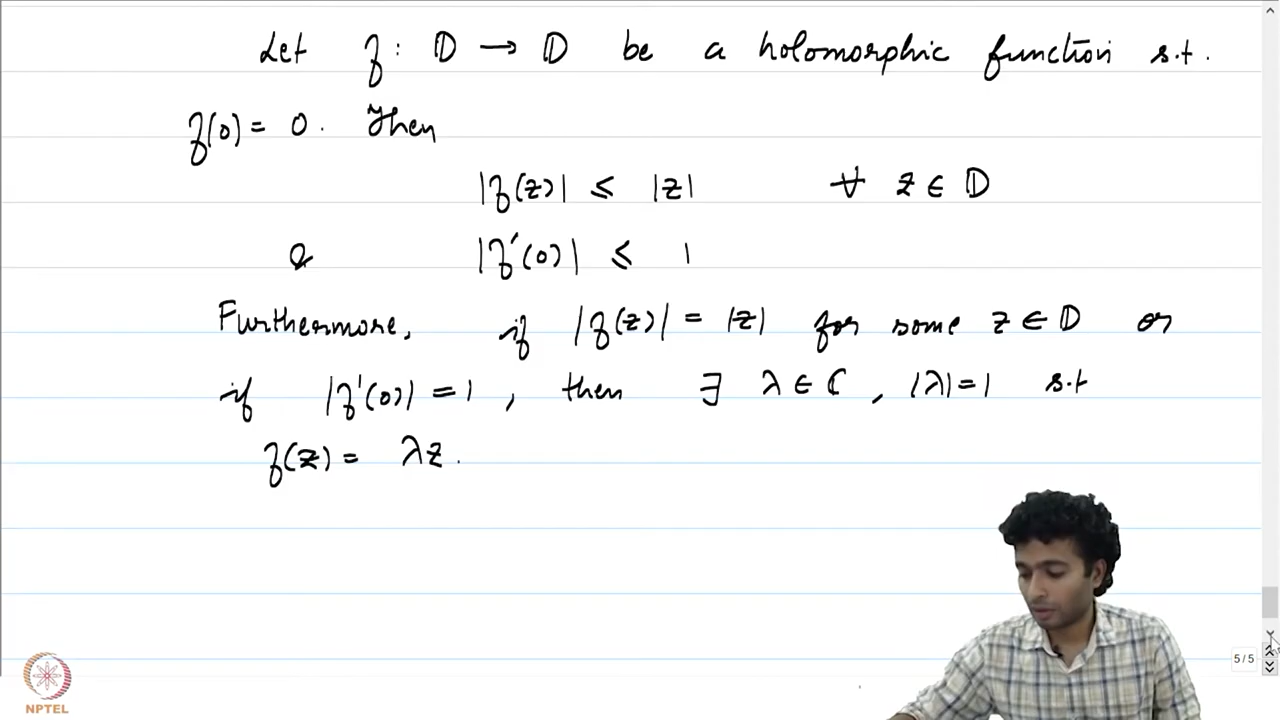 Let f : 𝔻 → 𝔻 be a holomorphic function s.t.
f(0) = 0. Then
|f(z)| ≤ |z| ∀ z ∈ 𝔻
& |f'(0)| ≤ 1
Furthermore, if |f(z)| = |z| for some z ∈ 𝔻 or
if |f'(0)| = 1, then ∃ λ ∈ ℂ, |λ| = 1 s.t
f(z) = λz.
5/5
NPTEL